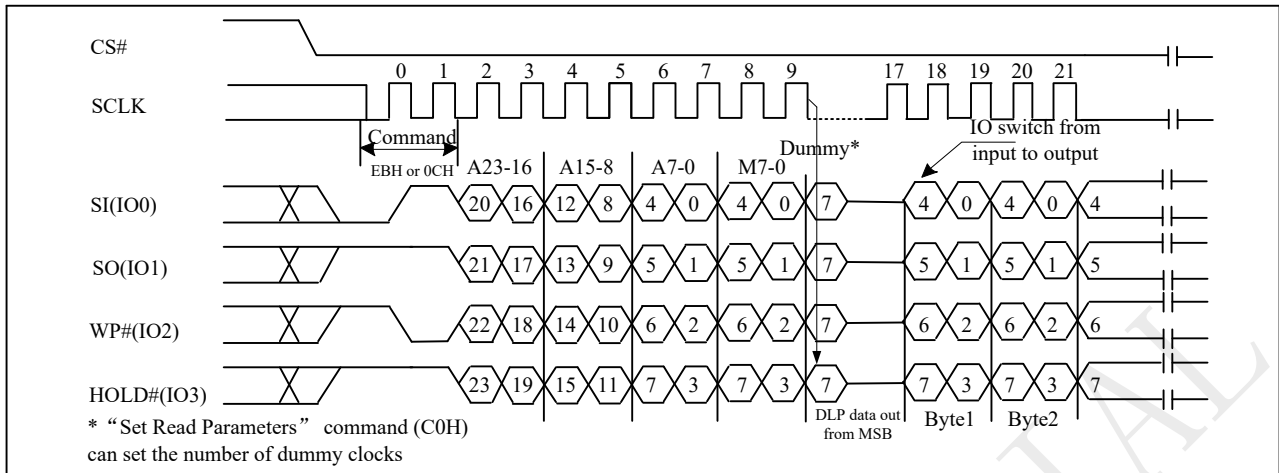 CS#
0 1 2 3 4 5 6 7 8 9 17 18 19 20 21
SCLK
Command
EBH or 0CH
Dummy*
IO switch from
input to output
A23-16 A15-8 A7-0 M7-0
SI(IO0) 20 16 12 8 4 0 4 0 7 4 0 4 0 4
SO(IO1) 21 17 13 9 5 1 5 1 7 5 1 5 1 5
WP#(IO2) 22 18 14 10 6 2 6 2 7 6 2 6 2 6
HOLD#(IO3) 23 19 15 11 7 3 7 3 7 7 3 7 3 7
DLP data out
from MSB
Byte1 Byte2
* “Set Read Parameters” command (C0H)
can set the number of dummy clocks